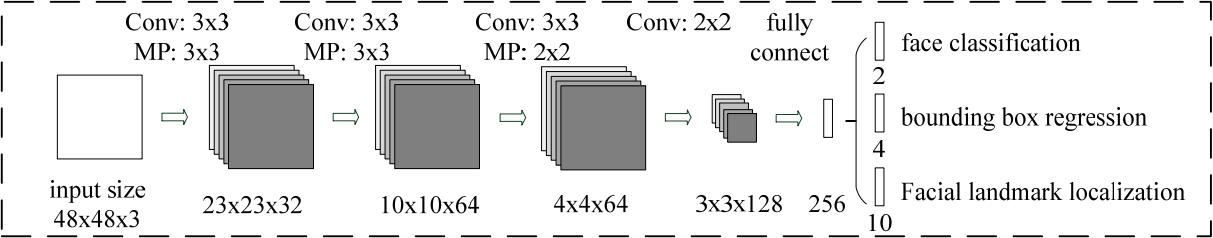 Conv: 3x3
MP: 3x3
Conv: 3x3
MP: 3x3
Conv: 3x3
MP: 2x2
Conv: 2x2
fully
connect
input size
48x48x3
23x23x32
10x10x64
4x4x64
3x3x128
256
face classification
2
bounding box regression
4
Facial landmark localization
10